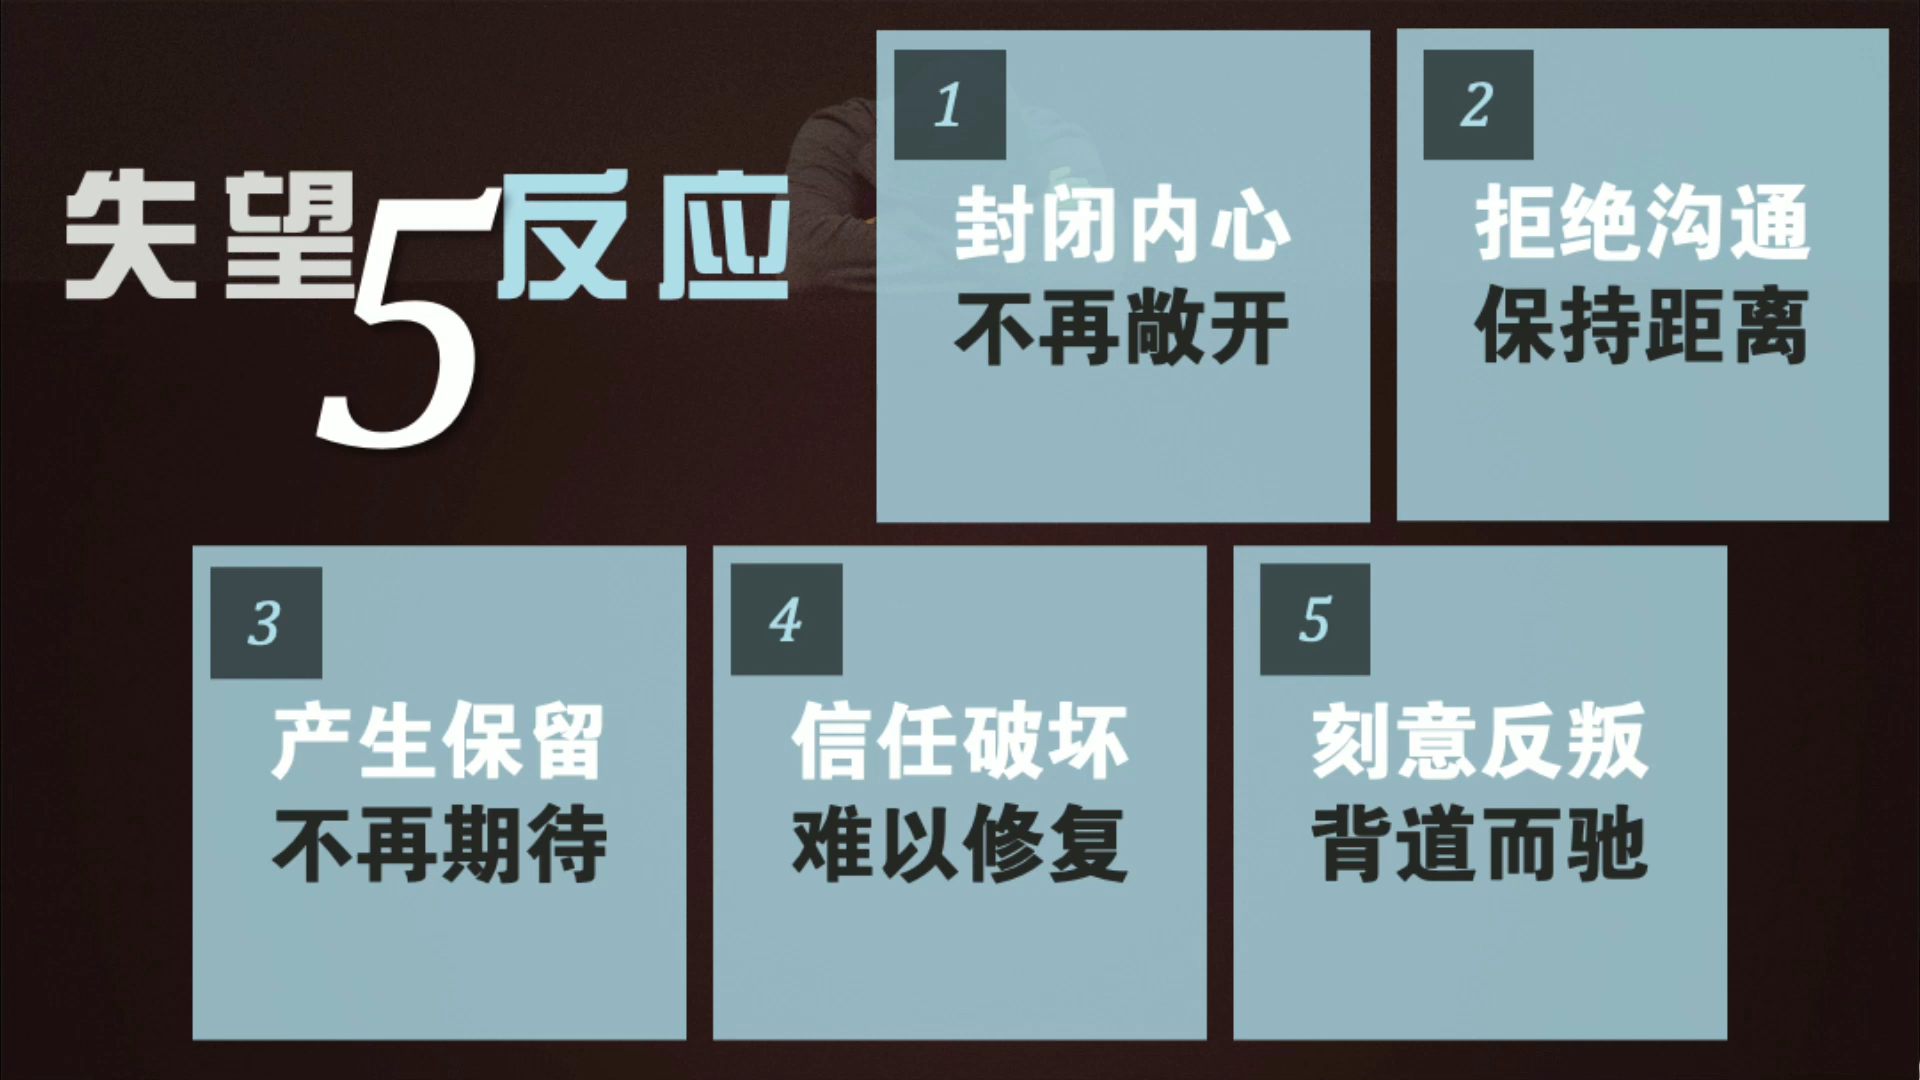 失望5反应
1
封闭内心
不再敞开
2
拒绝沟通
保持距离
3
产生保留
不再期待
4
信任破坏
难以修复
5
刻意反叛
背道而驰